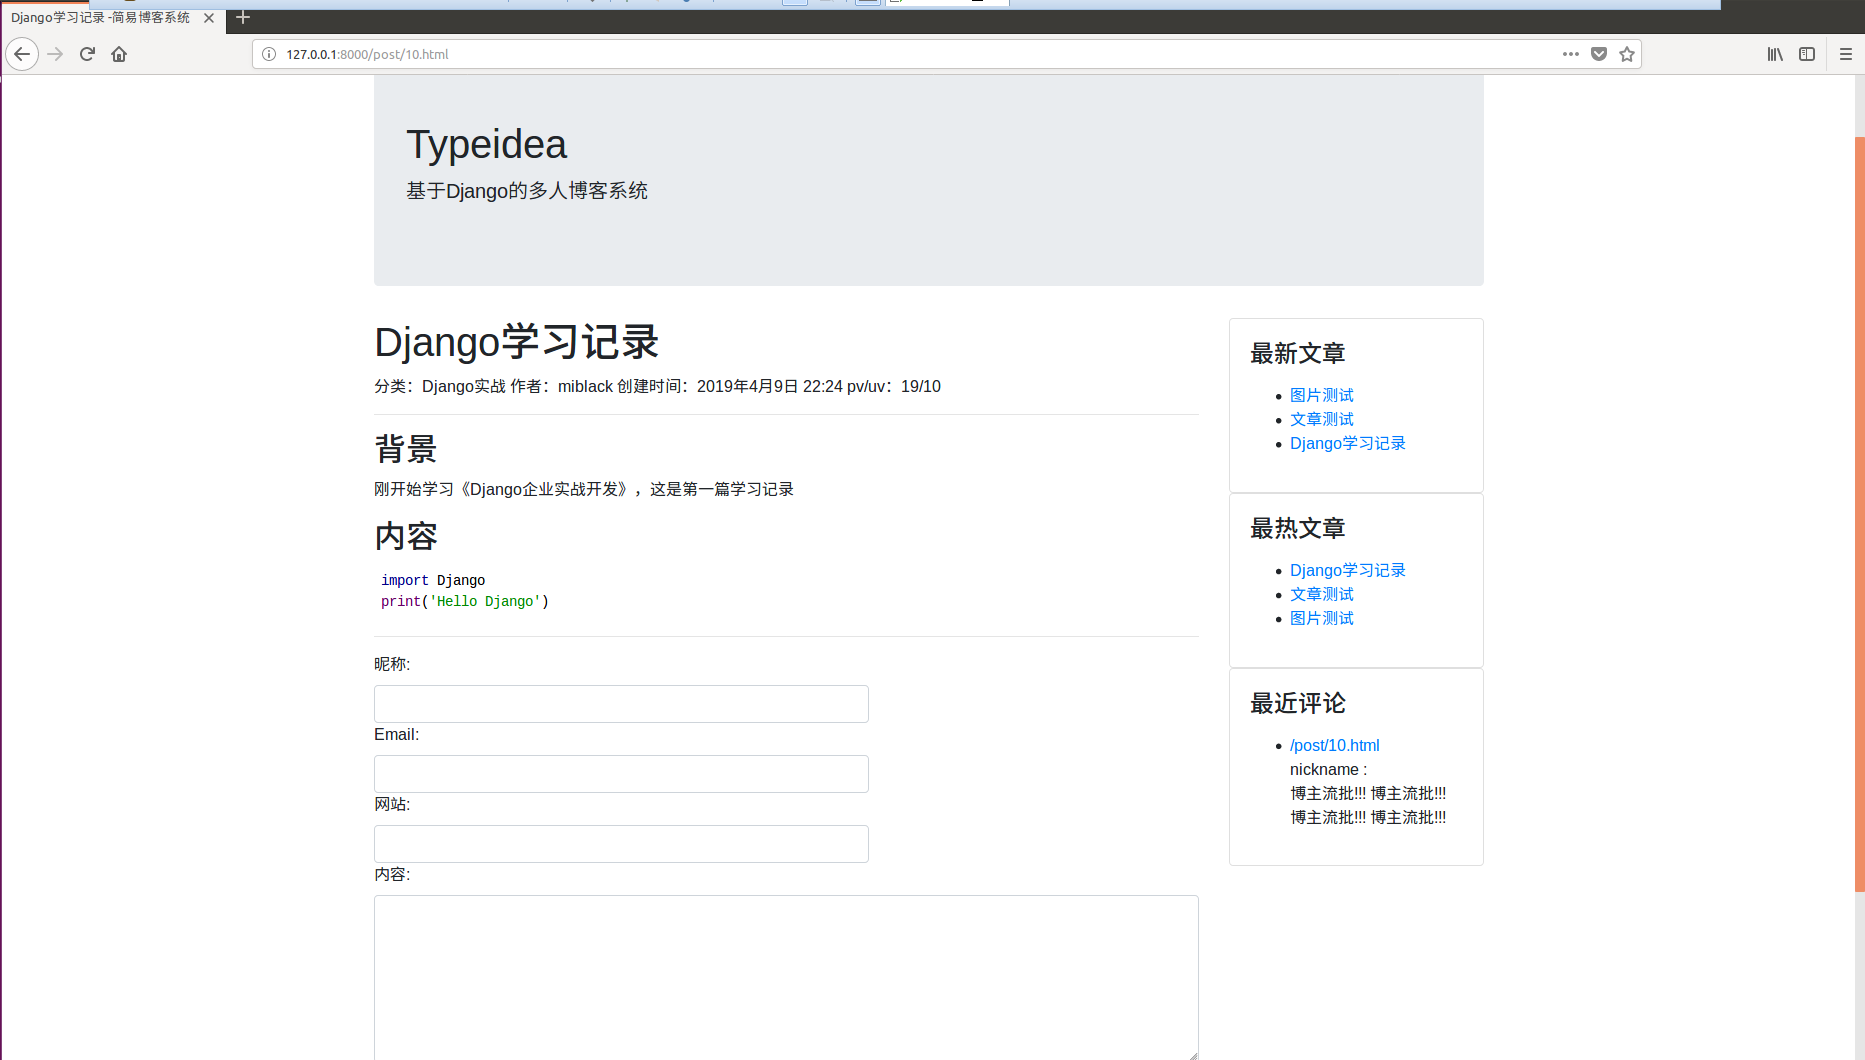 Django学习记录 -简易博客系统
127.0.0.1:8000/post/10.html
Typeidea
基于Django的多人博客系统
Django学习记录
分类：Django实战 作者：miblack 创建时间：2019年4月9日 22:24 pv/uv：19/10
背景
刚开始学习《Django企业实战开发》，这是第一篇学习记录
内容
import Django
print('Hello Django')
昵称:
Email:
网站:
内容:
最新文章
图片测试
文章测试
Django学习记录
最热文章
Django学习记录
文章测试
图片测试
最近评论
/post/10.html
nickname :
博主流批!!! 博主流批!!!
博主流批!!! 博主流批!!!